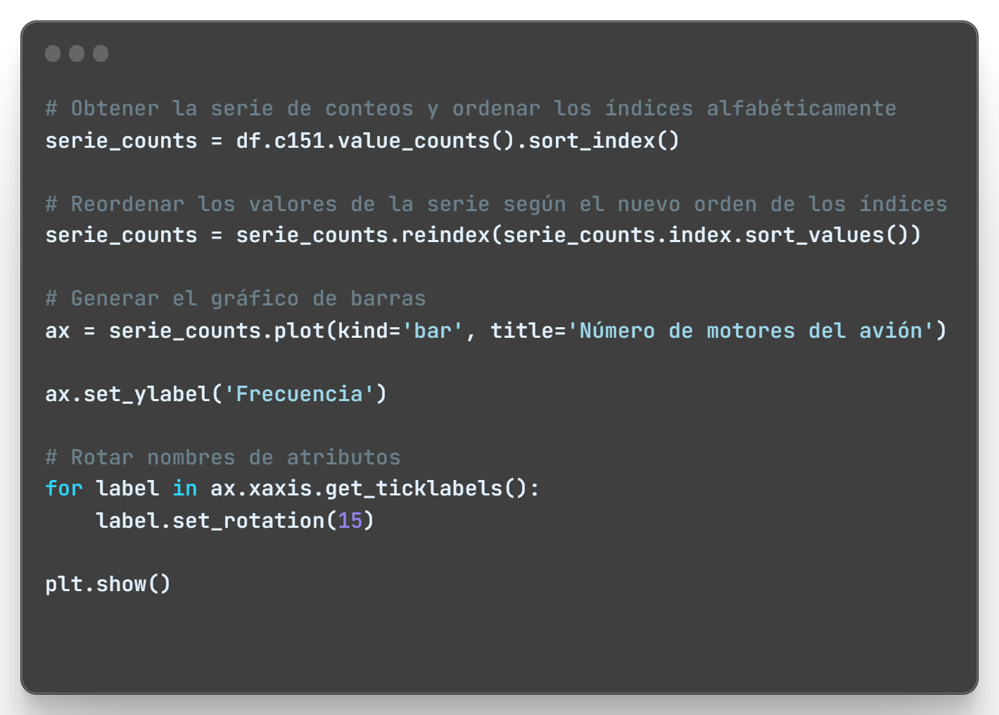 # Obtener la serie de conteos y ordenar los índices alfabéticamente
serie_counts = df.c151.value_counts().sort_index()
# Reordenar los valores de la serie según el nuevo orden de los índices
serie_counts = serie_counts.reindex(serie_counts.index.sort_values())
# Generar el gráfico de barras
ax = serie_counts.plot(kind='bar', title='Número de motores del avión')
ax.set_ylabel('Frecuencia')
# Rotar nombres de atributos
for label in ax.xaxis.get_ticklabels():
    label.set_rotation(15)
plt.show()